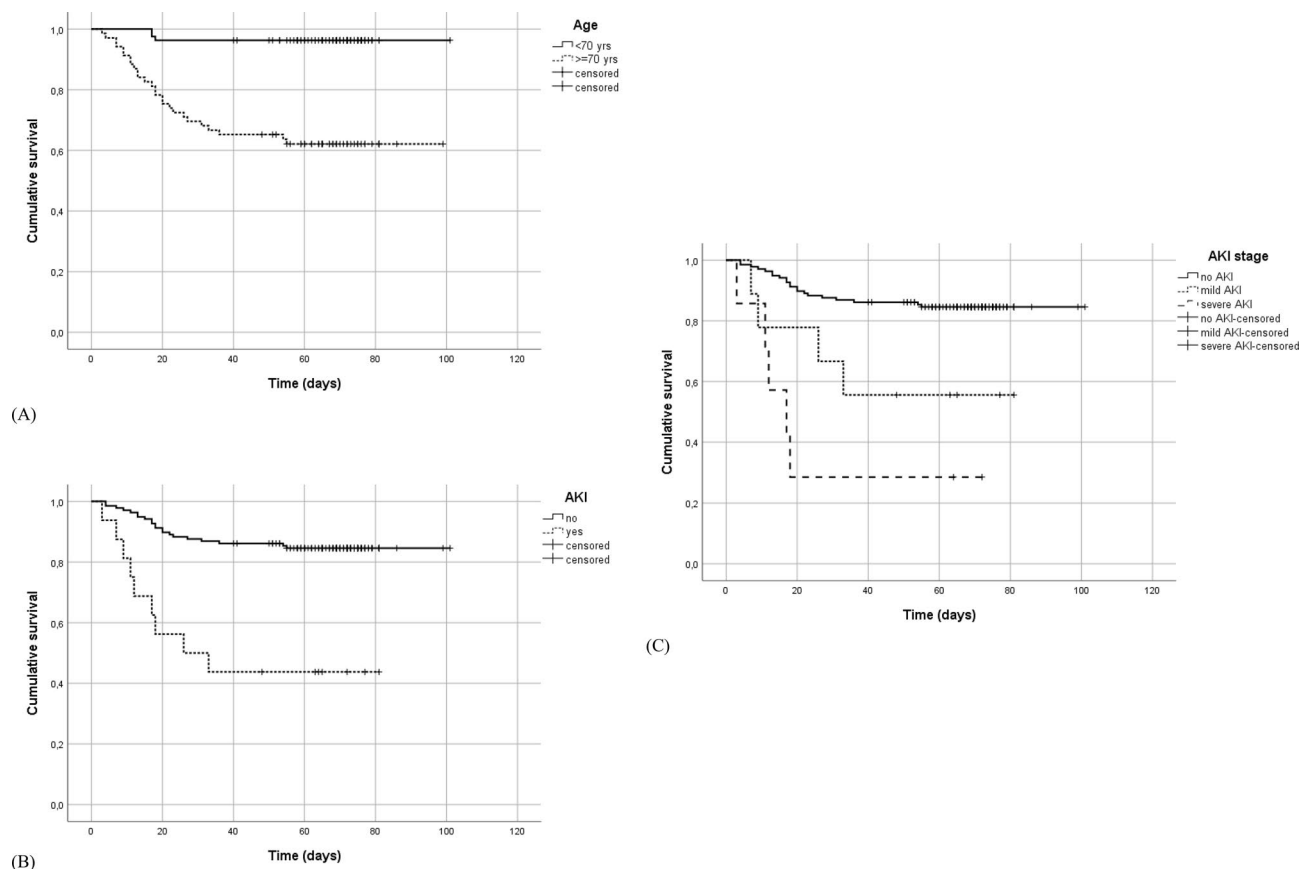 Age
<70 yrs
>=70 yrs
censored
censored
1,0
0,8
0,6
0,4
0,2
0,0
Cumulative survival
0 20 40 60 80 100 120
Time (days)
(A)
AKI
no
yes
censored
censored
1,0
0,8
0,6
0,4
0,2
0,0
Cumulative survival
0 20 40 60 80 100 120
Time (days)
(B)
AKI stage
no AKI
mild AKI
severe AKI
no AKI-censored
mild AKI-censored
severe AKI-censored
1,0
0,8
0,6
0,4
0,2
0,0
Cumulative survival
0 20 40 60 80 100 120
Time (days)
(C)